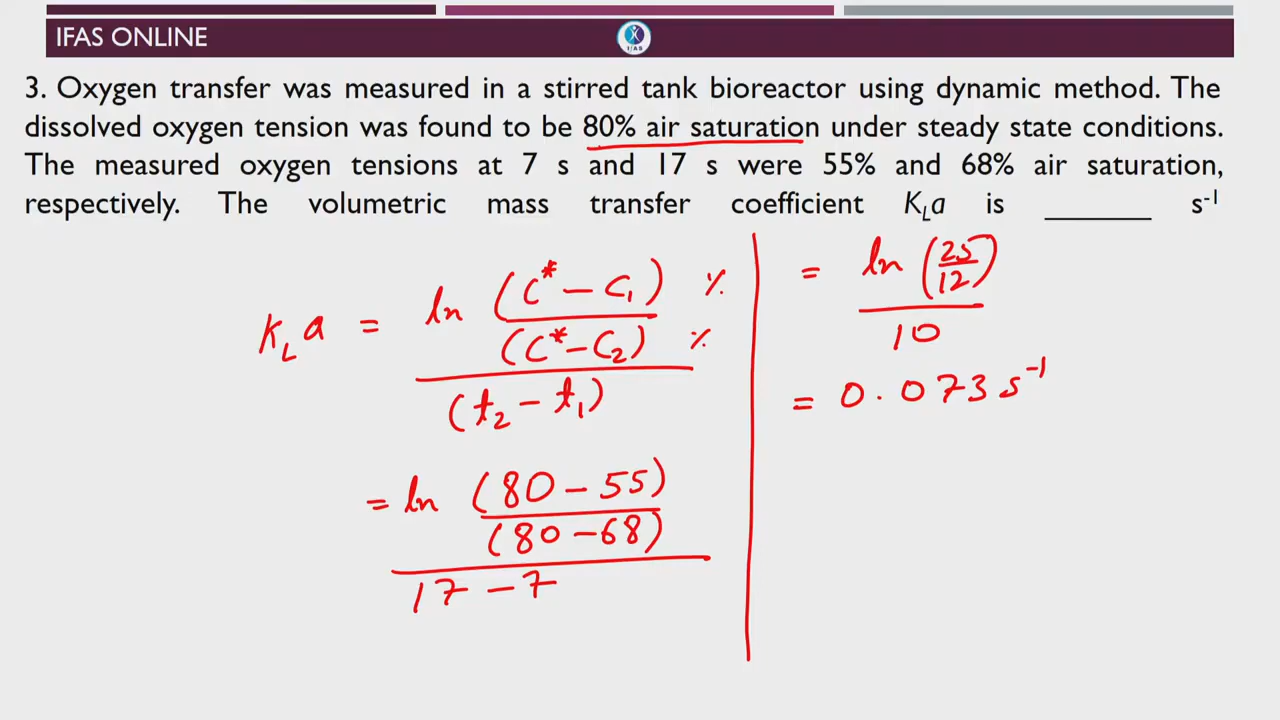 IFAS ONLINE
IFAS
3. Oxygen transfer was measured in a stirred tank bioreactor using dynamic method. The
dissolved oxygen tension was found to be 80% air saturation under steady state conditions.
The measured oxygen tensions at 7 s and 17 s were 55% and 68% air saturation,
respectively. The volumetric mass transfer coefficient K_La is ________ s⁻¹
K_L a = ln (C* - C₁) %
(C* - C₂) %
(t₂ - t₁)
= ln (80 - 55)
(80 - 68)
17 - 7
= ln (25/12)
10
= 0.073 s⁻¹